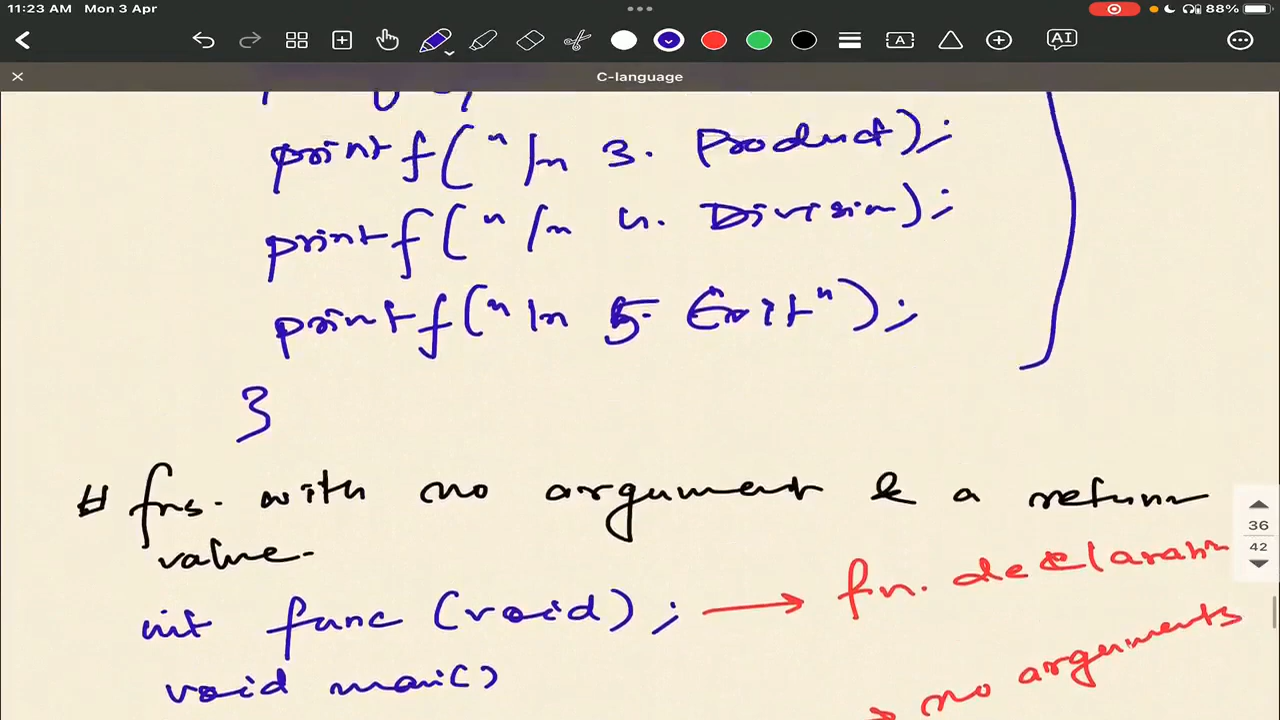 11:23 AM Mon 3 Apr
88%
A
AI
C-language
printf("\n 3. Product);
printf("\n 4. Division);
printf("\n 5. Exit");
}
# fns. with no argument & a return
value.
int func (void); → fn. declaration
void main()
→ no arguments
36
42